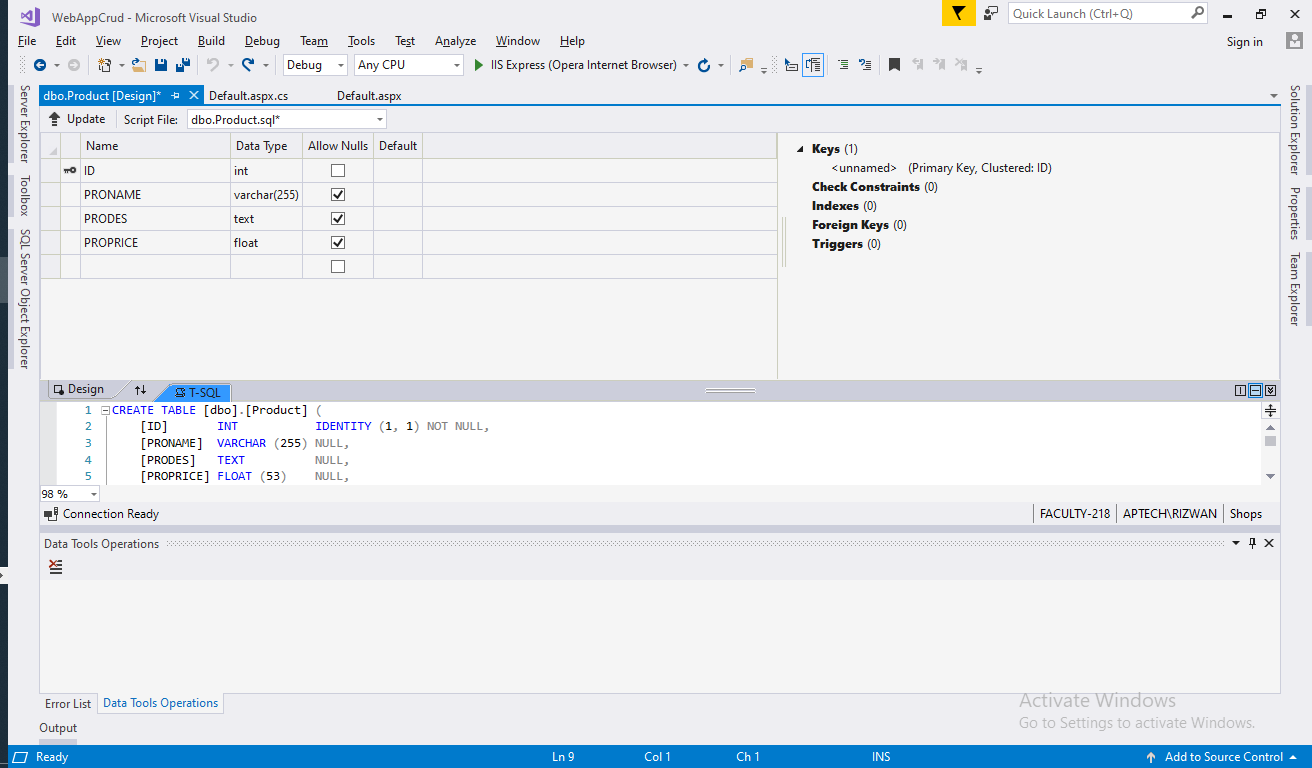 WebAppCrud - Microsoft Visual Studio
Quick Launch (Ctrl+Q)
File Edit View Project Build Debug Team Tools Test Analyze Window Help
Sign in
Debug Any CPU IIS Express (Opera Internet Browser)
Server Explorer
Toolbox
SQL Server Object Explorer
dbo.Product [Design]* Default.aspx.cs Default.aspx
Update Script File: dbo.Product.sql*
Name Data Type Allow Nulls Default
ID int
PRONAME varchar(255)
PRODES text
PROPRICE float
Keys (1)
<unnamed> (Primary Key, Clustered: ID)
Check Constraints (0)
Indexes (0)
Foreign Keys (0)
Triggers (0)
Solution Explorer
Properties
Team Explorer
Design T-SQL
1 CREATE TABLE [dbo].[Product] (
2 [ID] INT IDENTITY (1, 1) NOT NULL,
3 [PRONAME] VARCHAR (255) NULL,
4 [PRODES] TEXT NULL,
5 [PROPRICE] FLOAT (53) NULL,
98 %
Connection Ready FACULTY-218 APTECH\RIZWAN Shops
Data Tools Operations
Error List Data Tools Operations
Output
Activate Windows
Go to Settings to activate Windows.
Ready Ln 9 Col 1 Ch 1 INS Add to Source Control